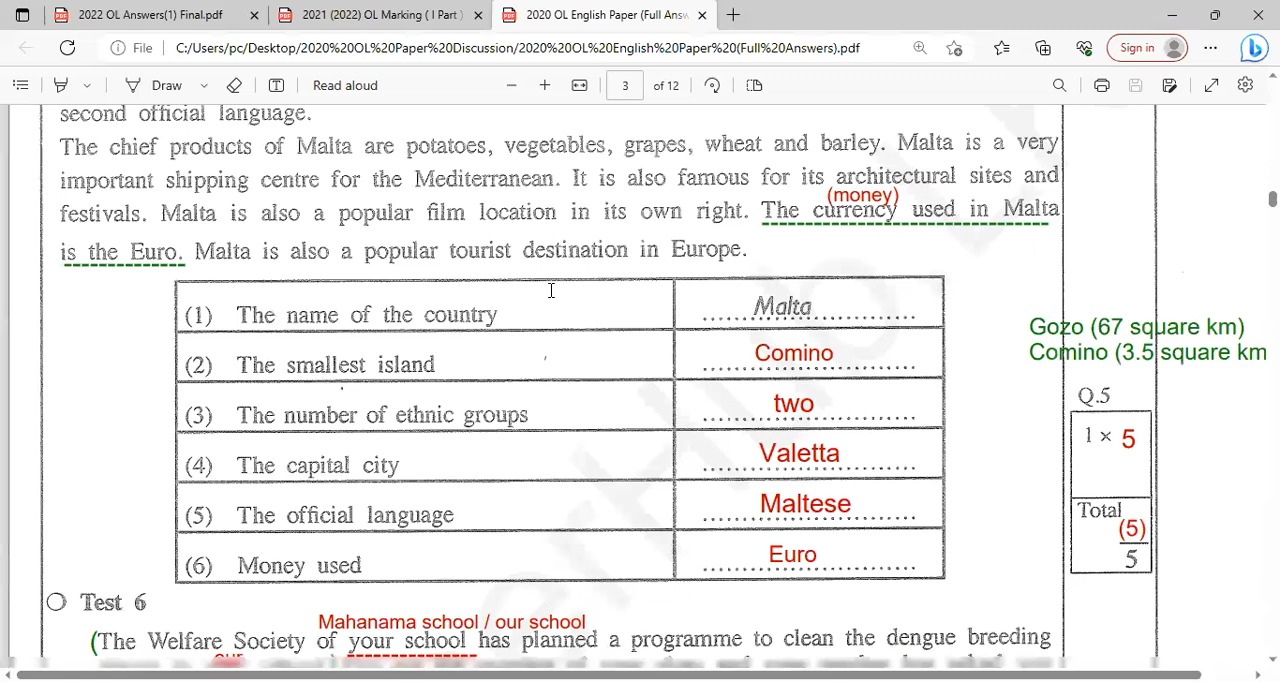 2022 OL Answers(1) Final.pdf
2021 (2022) OL Marking ( I Part )
2020 OL English Paper (Full Answ
File
C:/Users/pc/Desktop/2020%20OL%20Paper%20Discussion/2020%20OL%20English%20Paper%20(Full%20Answers).pdf
Sign in
Draw
Read aloud
3 of 12
second official language.
The chief products of Malta are potatoes, vegetables, grapes, wheat and barley. Malta is a very
important shipping centre for the Mediterranean. It is also famous for its architectural sites and
(money)
festivals. Malta is also a popular film location in its own right. The currency used in Malta
is the Euro. Malta is also a popular tourist destination in Europe.
(1) The name of the country Malta
(2) The smallest island Comino
(3) The number of ethnic groups two
(4) The capital city Valetta
(5) The official language Maltese
(6) Money used Euro
Gozo (67 square km)
Comino (3.5 square km
Q.5
1 × 5
Total
(5)
5
Test 6
Mahanama school / our school
(The Welfare Society of your school has planned a programme to clean the dengue breeding